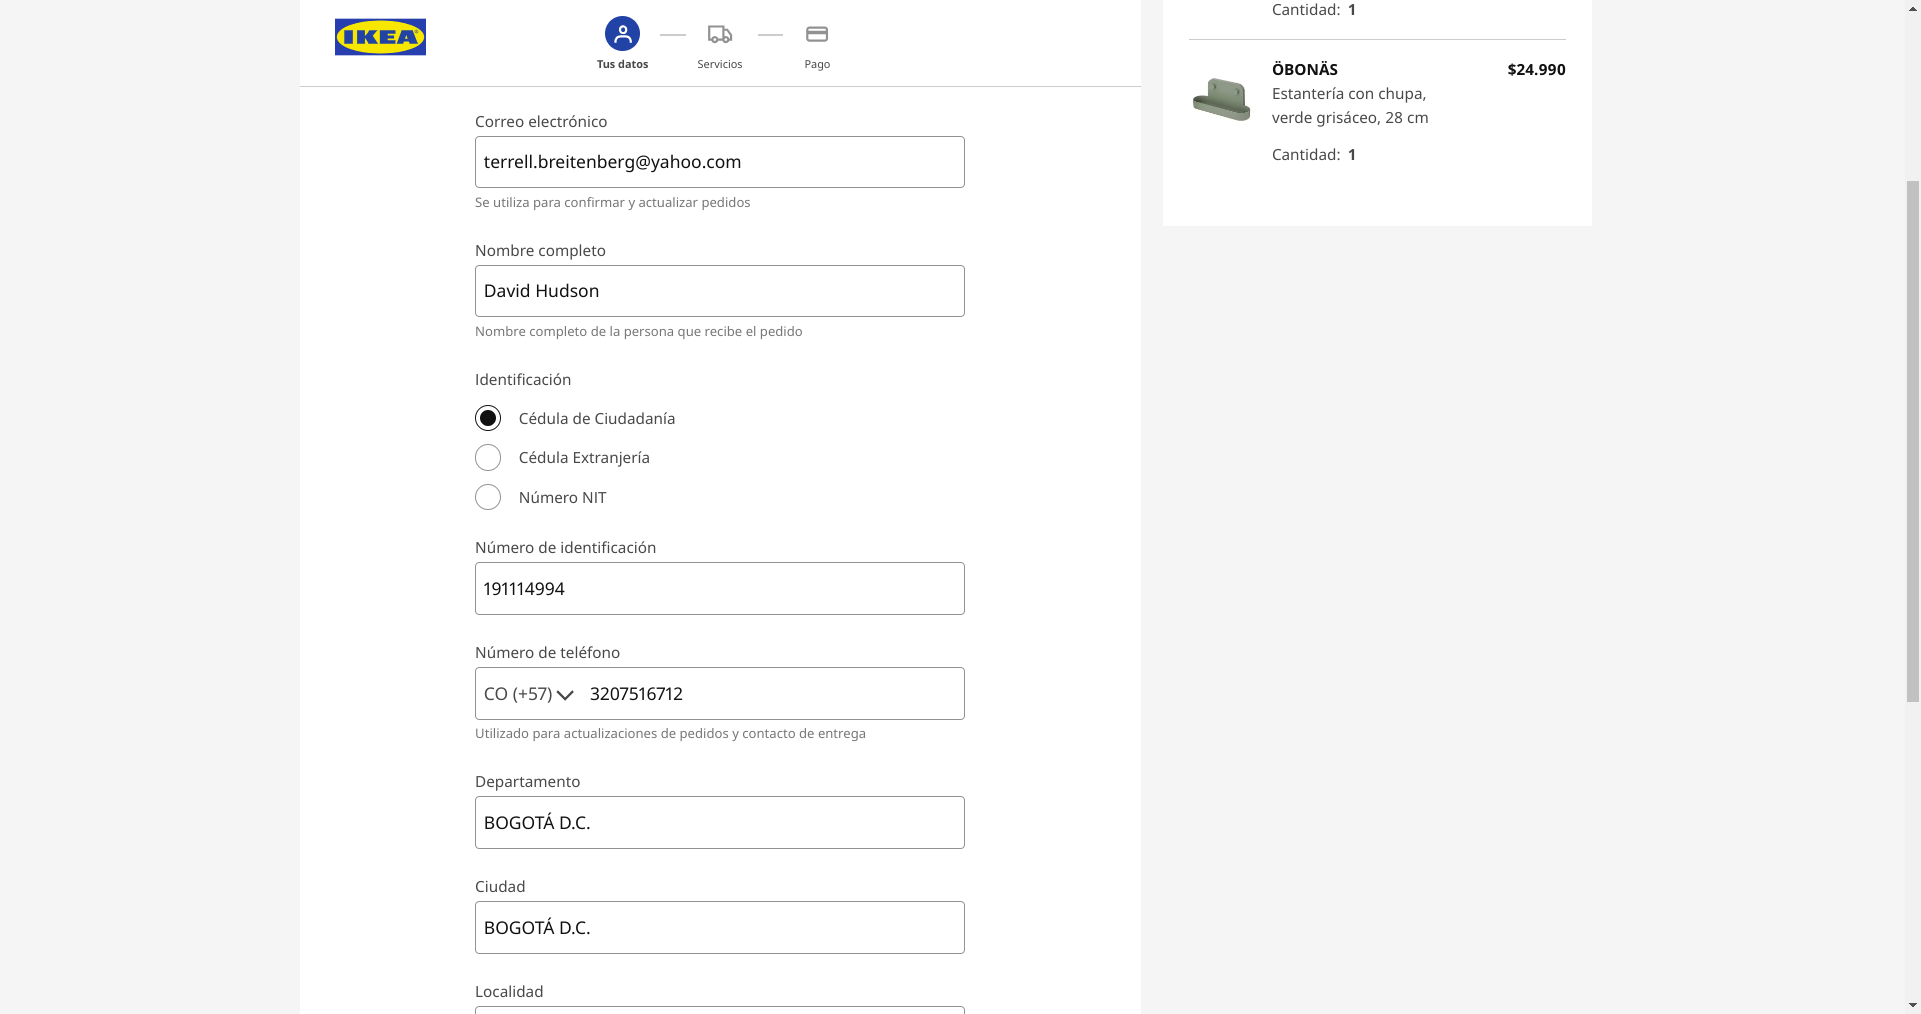 IKEA
Tus datos
Servicios
Pago
Correo electrónico
terrell.breitenberg@yahoo.com
Se utiliza para confirmar y actualizar pedidos
Nombre completo
David Hudson
Nombre completo de la persona que recibe el pedido
Identificación
Cédula de Ciudadanía
Cédula Extranjería
Número NIT
Número de identificación
191114994
Número de teléfono
CO (+57) 3207516712
Utilizado para actualizaciones de pedidos y contacto de entrega
Departamento
BOGOTÁ D.C.
Ciudad
BOGOTÁ D.C.
Localidad
Cantidad: 1
ÖBONÄS $24.990
Estantería con chupa,
verde grisáceo, 28 cm
Cantidad: 1